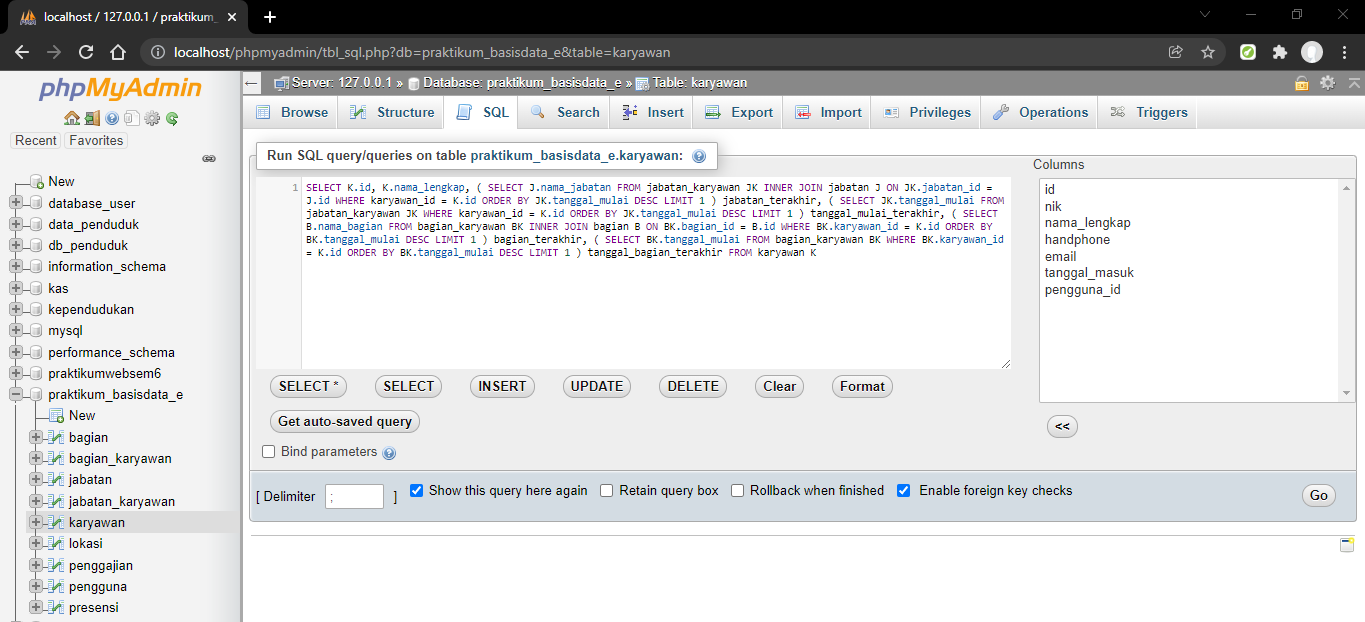 localhost / 127.0.0.1 / praktikum_
localhost/phpmyadmin/tbl_sql.php?db=praktikum_basisdata_e&table=karyawan
phpMyAdmin
Recent Favorites
New
database_user
data_penduduk
db_penduduk
information_schema
kas
kependudukan
mysql
performance_schema
praktikumwebsem6
praktikum_basisdata_e
New
bagian
bagian_karyawan
jabatan
jabatan_karyawan
karyawan
lokasi
penggajian
pengguna
presensi
Server: 127.0.0.1 » Database: praktikum_basisdata_e » Table: karyawan
Browse Structure SQL Search Insert Export Import Privileges Operations Triggers
Run SQL query/queries on table praktikum_basisdata_e.karyawan:
1 SELECT K.id, K.nama_lengkap, ( SELECT J.nama_jabatan FROM jabatan_karyawan JK INNER JOIN jabatan J ON JK.jabatan_id =
J.id WHERE karyawan_id = K.id ORDER BY JK.tanggal_mulai DESC LIMIT 1 ) jabatan_terakhir, ( SELECT JK.tanggal_mulai FROM
jabatan_karyawan JK WHERE karyawan_id = K.id ORDER BY JK.tanggal_mulai DESC LIMIT 1 ) tanggal_mulai_terakhir, ( SELECT
B.nama_bagian FROM bagian_karyawan BK INNER JOIN bagian B ON BK.bagian_id = B.id WHERE BK.karyawan_id = K.id ORDER BY
BK.tanggal_mulai DESC LIMIT 1 ) bagian_terakhir, ( SELECT BK.tanggal_mulai FROM bagian_karyawan BK WHERE BK.karyawan_id
= K.id ORDER BY BK.tanggal_mulai DESC LIMIT 1 ) tanggal_bagian_terakhir FROM karyawan K
Columns
id
nik
nama_lengkap
handphone
email
tanggal_masuk
pengguna_id
SELECT * SELECT INSERT UPDATE DELETE Clear Format
Get auto-saved query
<<
Bind parameters
[ Delimiter ; ] Show this query here again Retain query box Rollback when finished Enable foreign key checks
Go